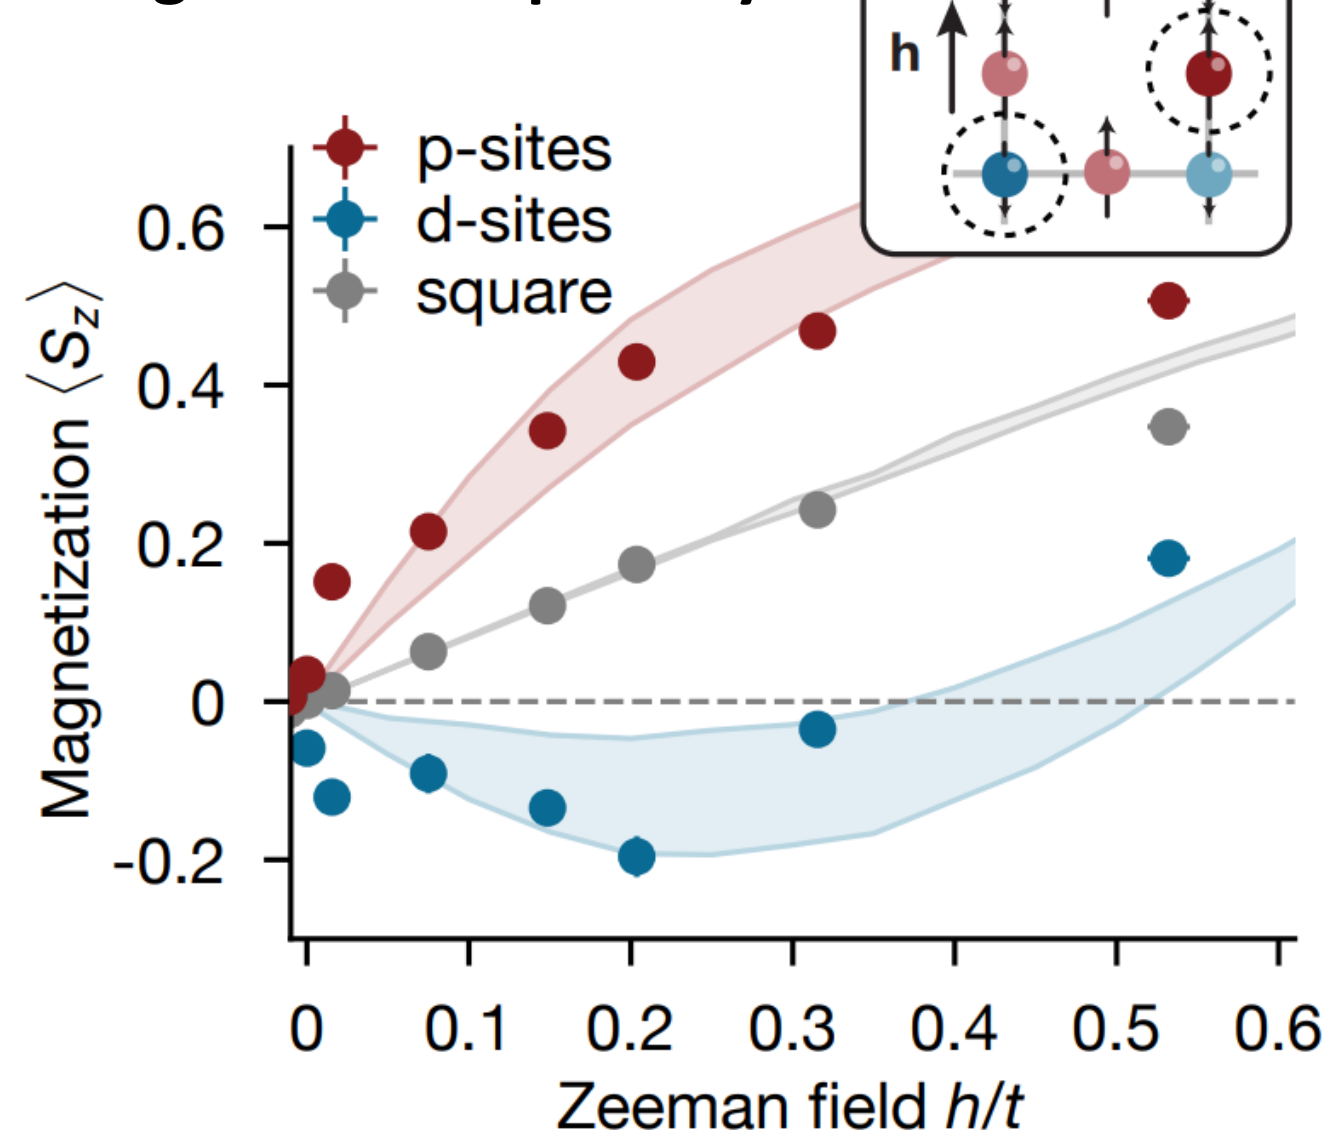 h
p-sites
d-sites
square
Magnetization ⟨S_z⟩
0.6
0.4
0.2
0
-0.2
0 0.1 0.2 0.3 0.4 0.5 0.6
Zeeman field h/t